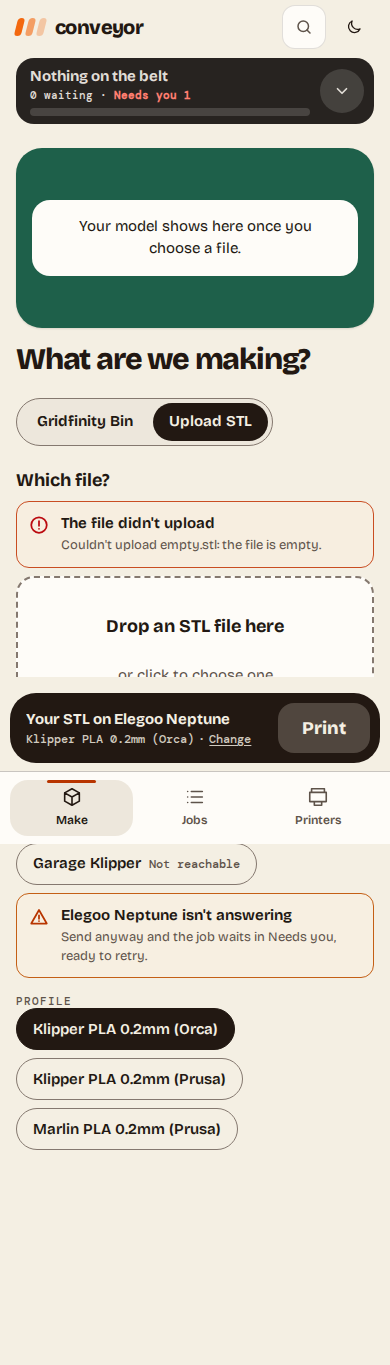 conveyor
Nothing on the belt
0 waiting · Needs you 1
Your model shows here once you
choose a file.
What are we making?
Gridfinity Bin
Upload STL
Which file?
The file didn't upload
Couldn't upload empty.stl: the file is empty.
Drop an STL file here
or click to choose one
Your STL on Elegoo Neptune
Klipper PLA 0.2mm (Orca) · Change
Print
Make
Jobs
Printers
Garage Klipper Not reachable
Elegoo Neptune isn't answering
Send anyway and the job waits in Needs you,
ready to retry.
PROFILE
Klipper PLA 0.2mm (Orca)
Klipper PLA 0.2mm (Prusa)
Marlin PLA 0.2mm (Prusa)